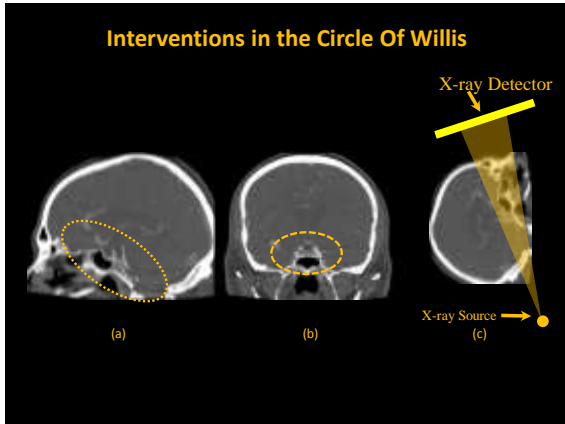 Interventions in the Circle Of Willis
X-ray Detector
X-ray Source
(a)
(b)
(c)